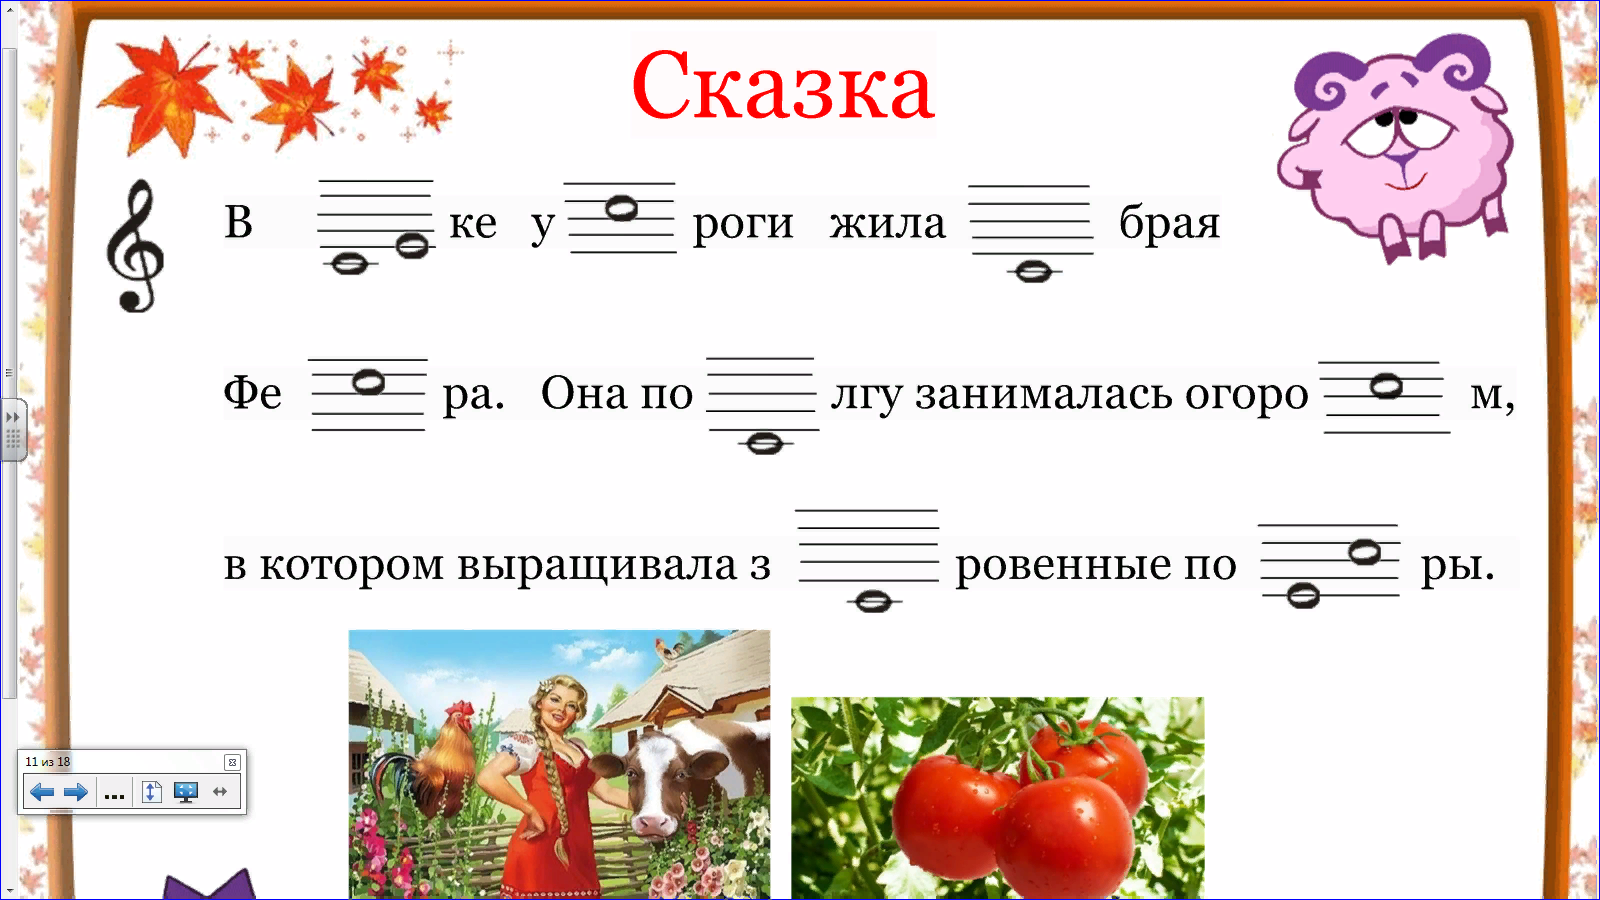 Сказка
В ке у роги жила брая
Фе ра. Она по лгу занималась огоро м,
в котором выращивала з ровенные по ры.
11 из 18
...